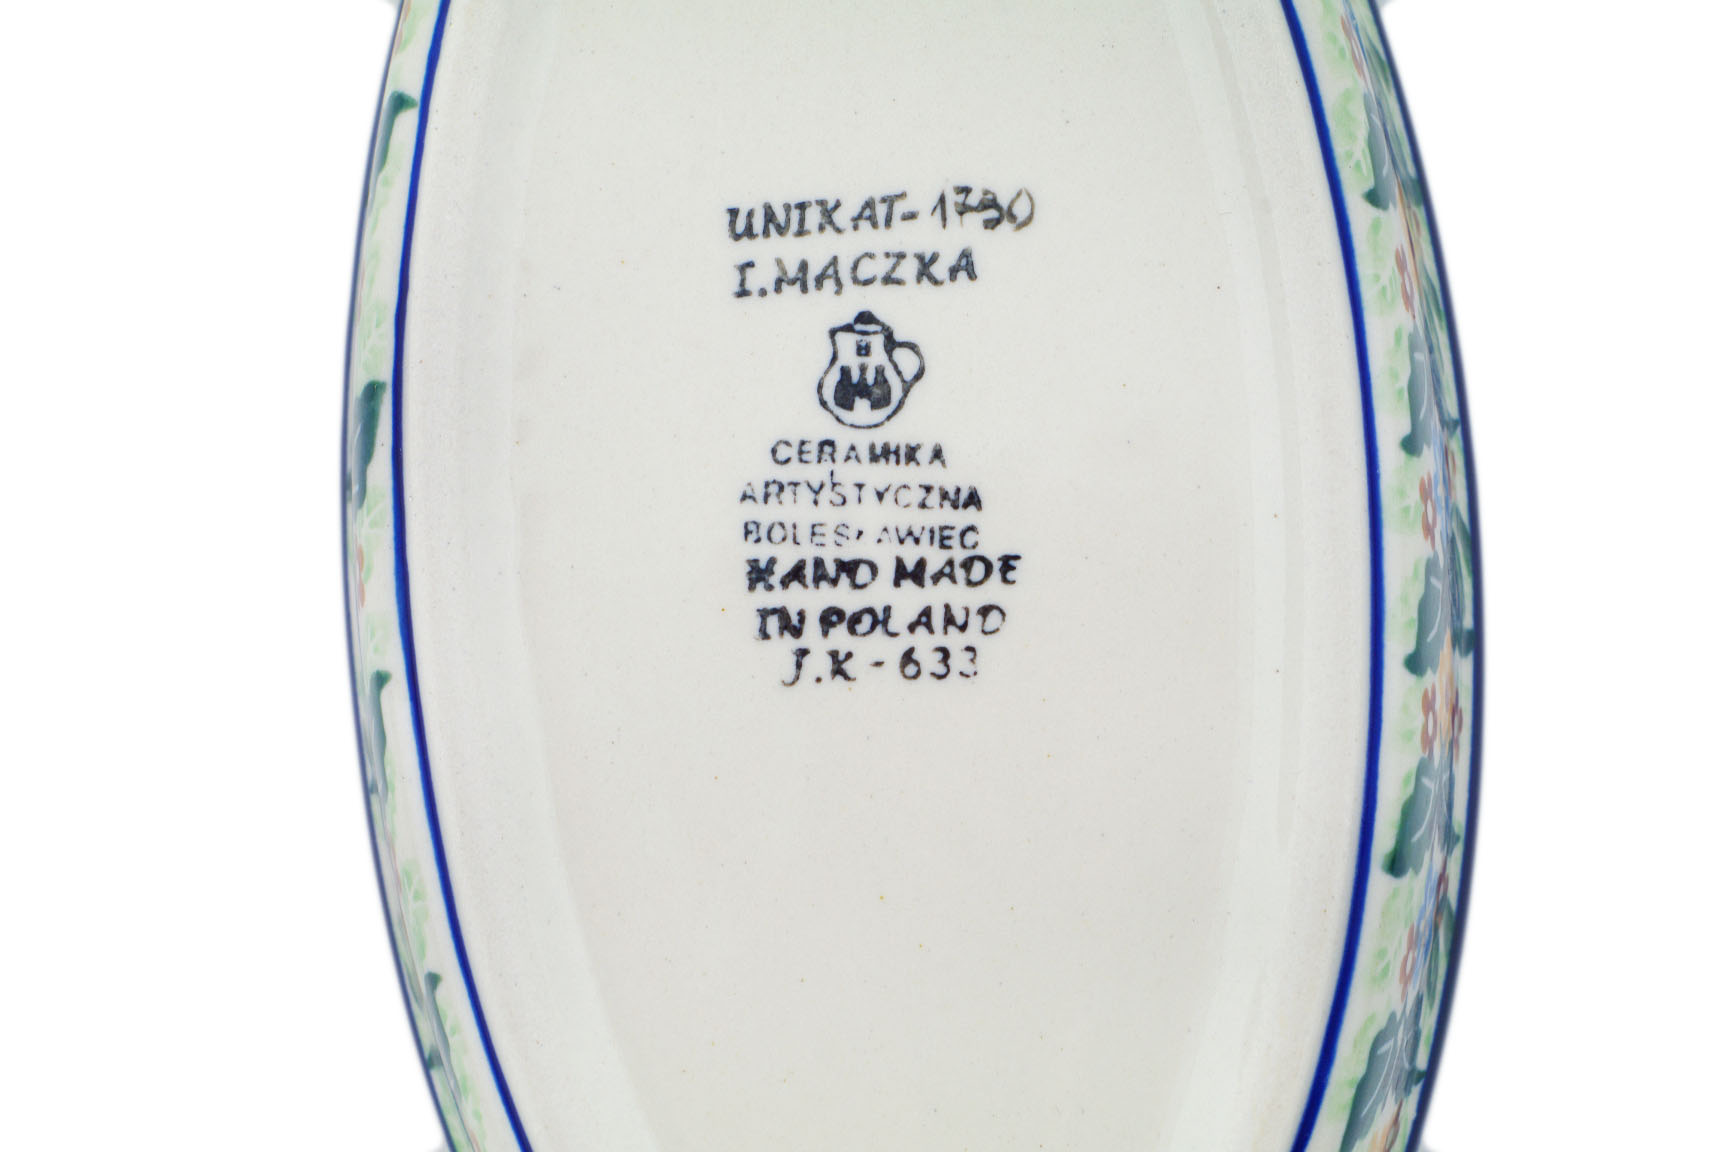 UNIKAT-1730
I.MĄCZKA
CERAMIKA
ARTYSTYCZNA
BOLESŁAWIEC
HAND MADE
IN POLAND
J.K-633